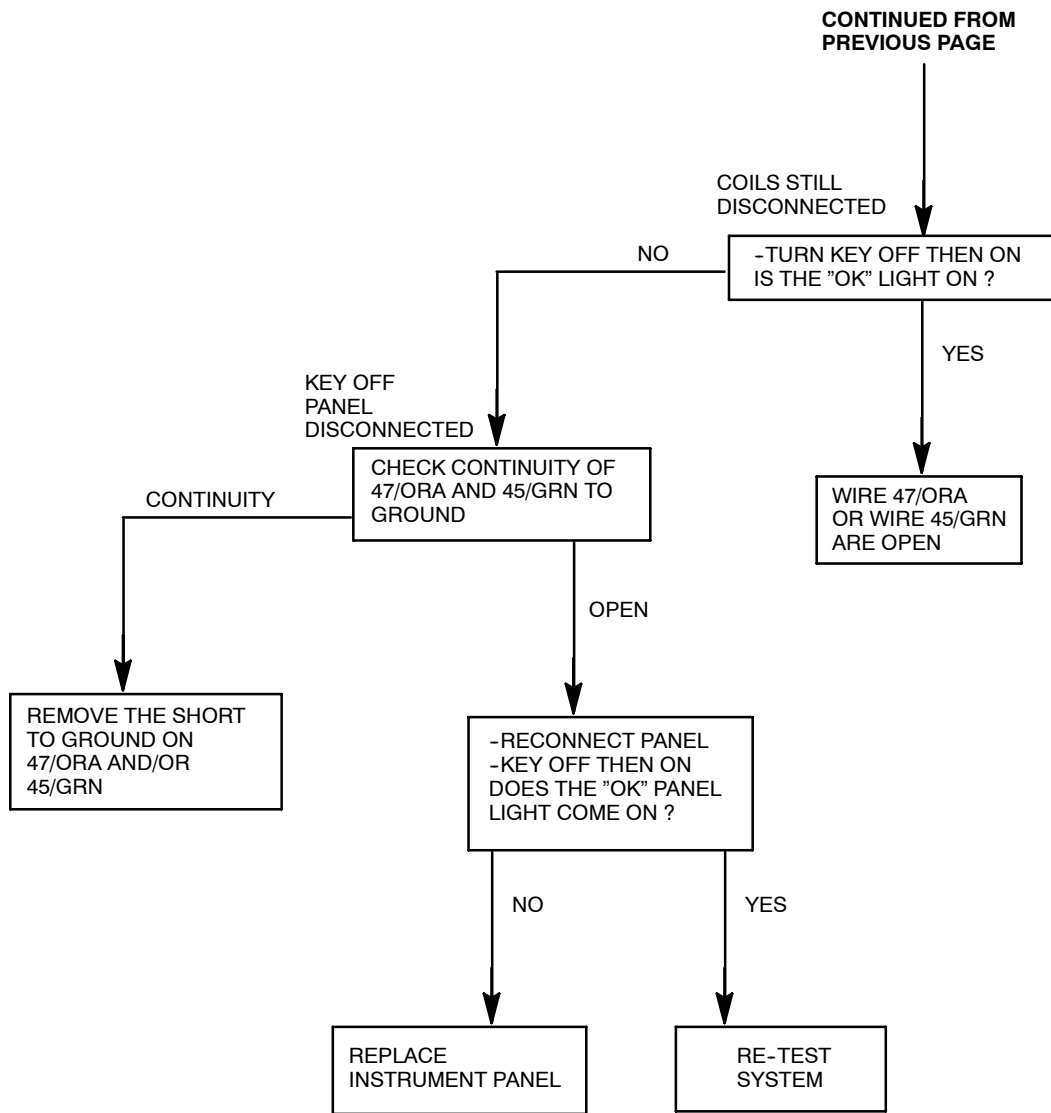 CONTINUED FROM
PREVIOUS PAGE
COILS STILL
DISCONNECTED
-TURN KEY OFF THEN ON
IS THE "OK" LIGHT ON ?
NO
YES
KEY OFF
PANEL
DISCONNECTED
CHECK CONTINUITY OF
47/ORA AND 45/GRN TO
GROUND
WIRE 47/ORA
OR WIRE 45/GRN
ARE OPEN
CONTINUITY
OPEN
REMOVE THE SHORT
TO GROUND ON
47/ORA AND/OR
45/GRN
-RECONNECT PANEL
-KEY OFF THEN ON
DOES THE "OK" PANEL
LIGHT COME ON ?
NO
YES
REPLACE
INSTRUMENT PANEL
RE-TEST
SYSTEM